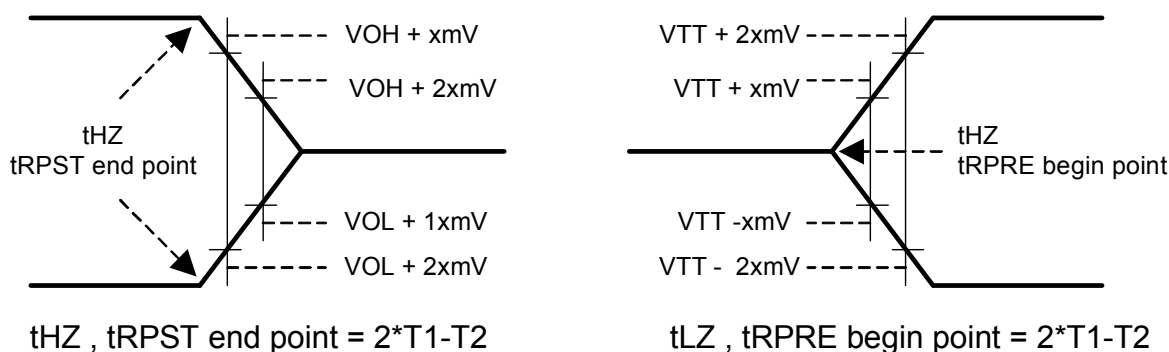 VOH + xmV
VOH + 2xmV
tHZ
tRPST end point
VOL + 1xmV
VOL + 2xmV
tHZ , tRPST end point = 2*T1-T2
VTT + 2xmV
VTT + xmV
tHZ
tRPRE begin point
VTT -xmV
VTT - 2xmV
tLZ , tRPRE begin point = 2*T1-T2